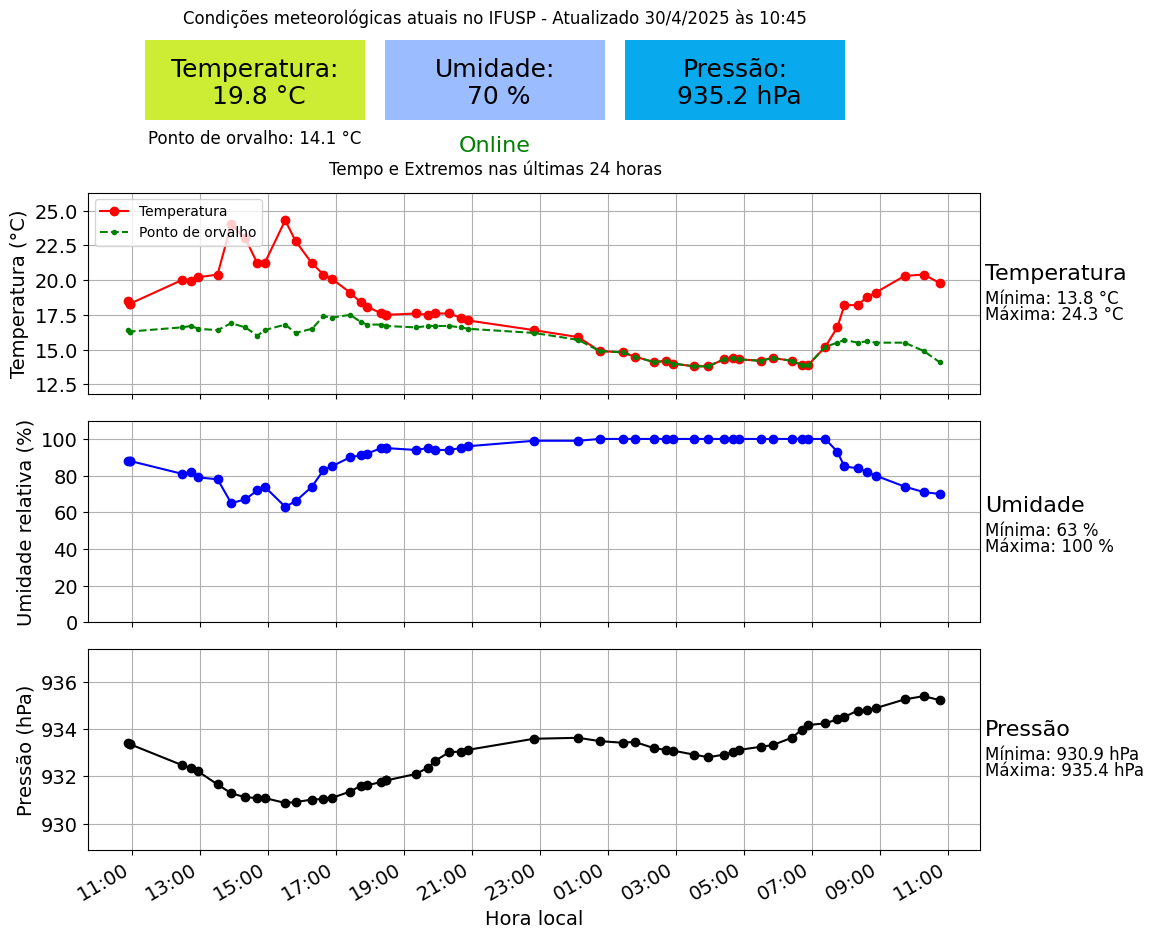 Condições meteorológicas atuais no IFUSP - Atualizado 30/4/2025 às 10:45
Temperatura:
19.8 °C
Umidade:
70 %
Pressão:
935.2 hPa
Ponto de orvalho: 14.1 °C
Online
Tempo e Extremos nas últimas 24 horas
Temperatura (°C)
25.0
22.5
20.0
17.5
15.0
12.5
Temperatura
Ponto de orvalho
Temperatura
Mínima: 13.8 °C
Máxima: 24.3 °C
Umidade relativa (%)
100
80
60
40
20
0
Umidade
Mínima: 63 %
Máxima: 100 %
Pressão (hPa)
936
934
932
930
Pressão
Mínima: 930.9 hPa
Máxima: 935.4 hPa
11:00
13:00
15:00
17:00
19:00
21:00
23:00
01:00
03:00
05:00
07:00
09:00
11:00
Hora local